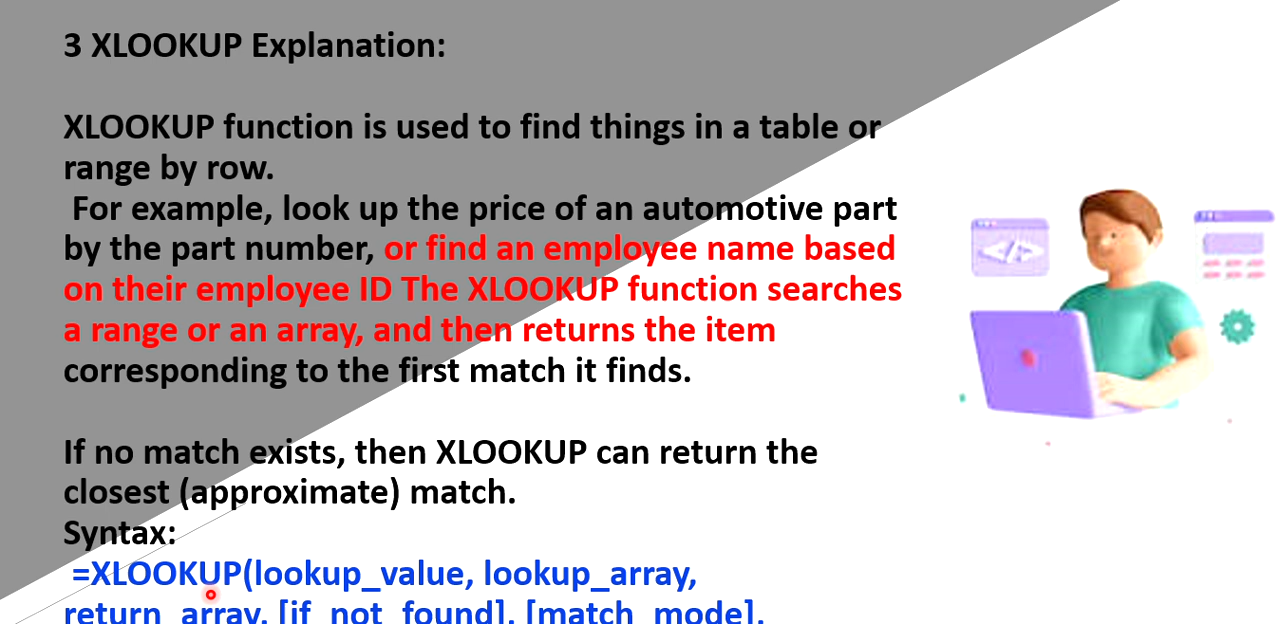 3 XLOOKUP Explanation:
XLOOKUP function is used to find things in a table or
range by row.
For example, look up the price of an automotive part
by the part number, or find an employee name based
on their employee ID The XLOOKUP function searches
a range or an array, and then returns the item
corresponding to the first match it finds.
If no match exists, then XLOOKUP can return the
closest (approximate) match.
Syntax:
=XLOOKUP(lookup_value, lookup_array,
return_array, [if_not_found], [match_mode],